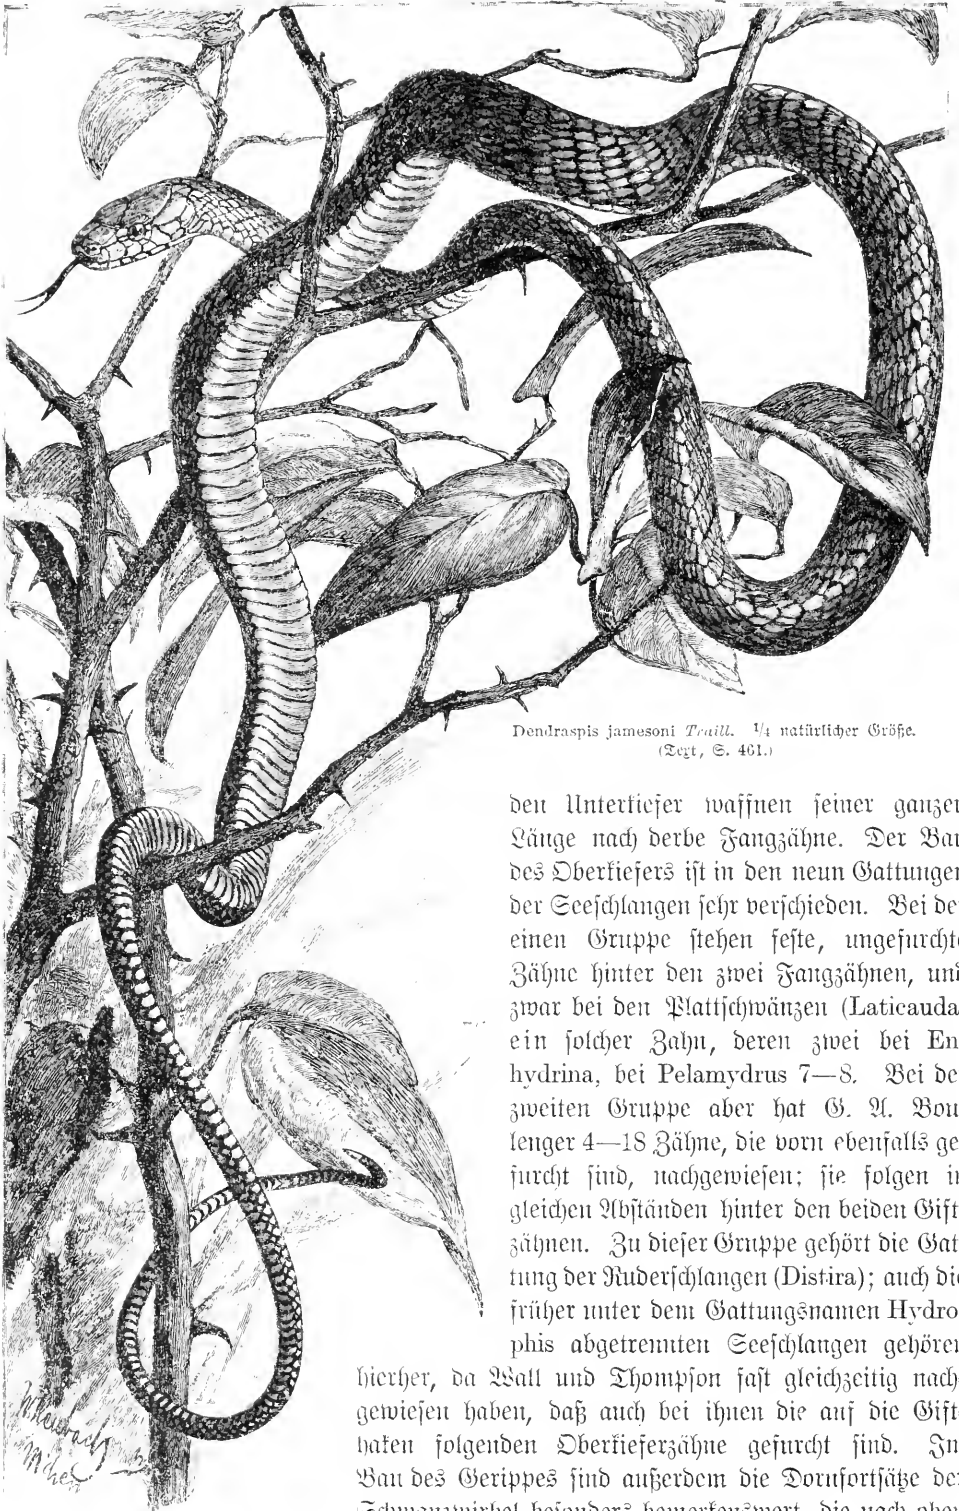 Dendraspis jamesoni Traill. ¼ natürlicher Größe.
(Text, S. 461.)
den Unterkiefer waffnen seiner ganzen
Länge nach derbe Fangzähne. Der Bau
des Oberkiefers ist in den neun Gattungen
der Seeschlangen sehr verschieden. Bei de
einen Gruppe stehen feste, ungefurchte
Zähne hinter den zwei Fangzähnen, und
zwar bei den Plattschwänzen (Laticauda
ein solcher Zahn, deren zwei bei En
hydrina, bei Pelamydrus 7—8. Bei de
zweiten Gruppe aber hat G. A. Bou
lenger 4—18 Zähne, die vorn ebenfalls ge
furcht sind, nachgewiesen; sie folgen in
gleichen Abständen hinter den beiden Gift
zähnen. Zu dieser Gruppe gehört die Gat
tung der Ruderschlangen (Distira); auch die
früher unter dem Gattungsnamen Hydro
phis abgetrennten Seeschlangen gehören
hierher, da Wall und Thompson fast gleichzeitig nach
gewiesen haben, daß auch bei ihnen die auf die Gift
haken folgenden Oberkieferzähne gefurcht sind. Im
Bau des Gerippes sind außerdem die Dornfortsätze de